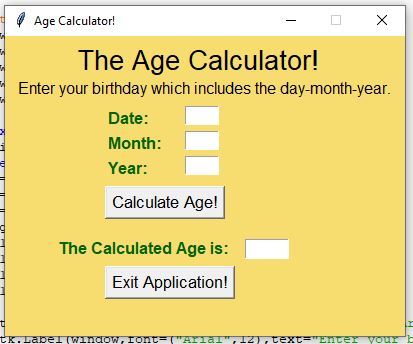 Age Calculator!
The Age Calculator!
Enter your birthday which includes the day-month-year.
Date:
Month:
Year:
Calculate Age!
The Calculated Age is:
Exit Application!
tk.Label(window,font=("Arial",12),text="Enter your b